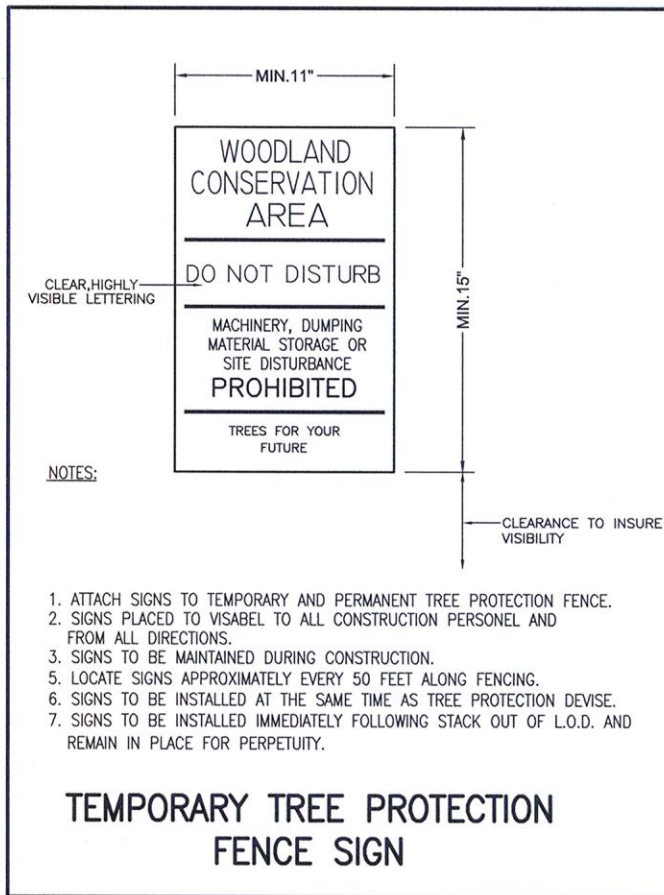 MIN.11"
WOODLAND
CONSERVATION
AREA
DO NOT DISTURB
CLEAR,HIGHLY
VISIBLE LETTERING
MACHINERY, DUMPING
MATERIAL STORAGE OR
SITE DISTURBANCE
PROHIBITED
TREES FOR YOUR
FUTURE
MIN.15"
NOTES:
CLEARANCE TO INSURE
VISIBILITY
1. ATTACH SIGNS TO TEMPORARY AND PERMANENT TREE PROTECTION FENCE.
2. SIGNS PLACED TO VISABEL TO ALL CONSTRUCTION PERSONEL AND
FROM ALL DIRECTIONS.
3. SIGNS TO BE MAINTAINED DURING CONSTRUCTION.
5. LOCATE SIGNS APPROXIMATELY EVERY 50 FEET ALONG FENCING.
6. SIGNS TO BE INSTALLED AT THE SAME TIME AS TREE PROTECTION DEVISE.
7. SIGNS TO BE INSTALLED IMMEDIATELY FOLLOWING STACK OUT OF L.O.D. AND
REMAIN IN PLACE FOR PERPETUITY.
TEMPORARY TREE PROTECTION
FENCE SIGN